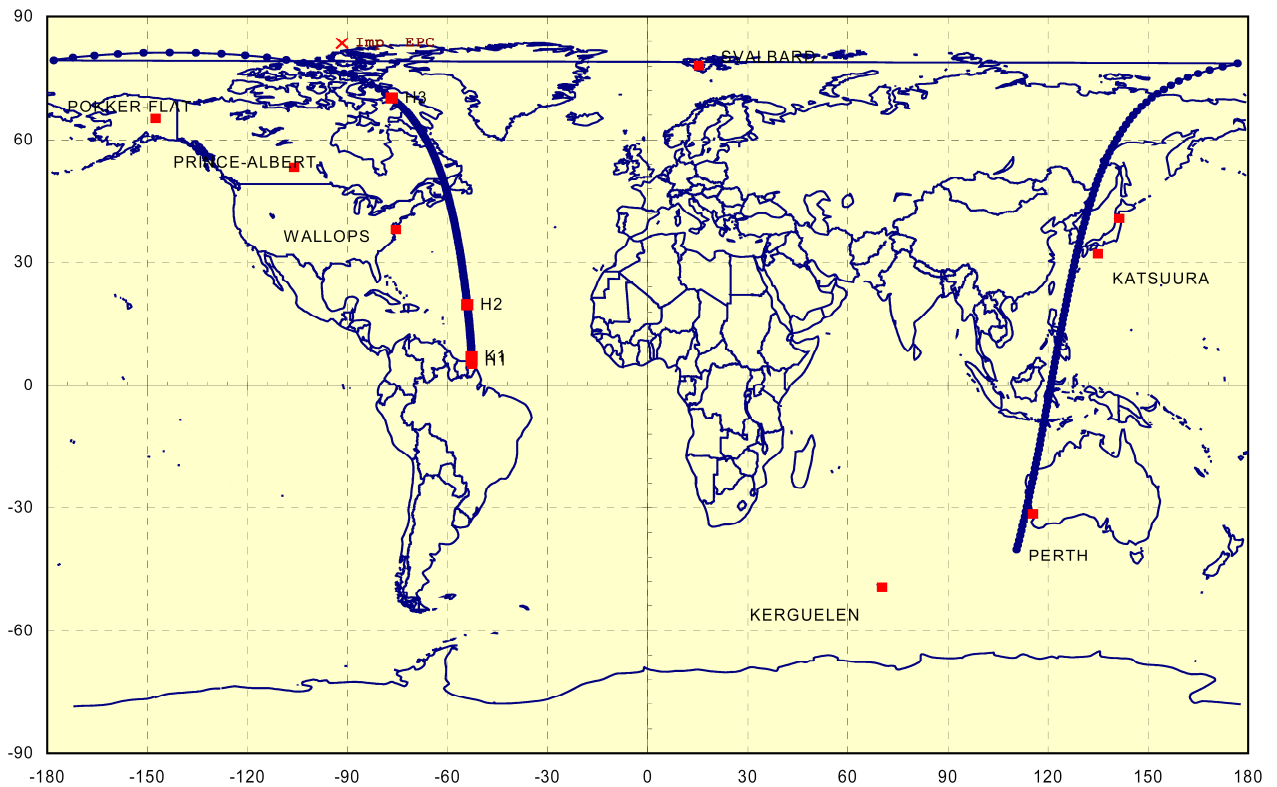 90
Imp. EPC
SVALBARD
H3
POKKER FLAT
60
PRINCE-ALBERT
WALLOPS
30
KATSUURA
H2
K1
H1
0
-30
PERTH
KERGUELEN
-60
-90
-180 -150 -120 -90 -60 -30 0 30 60 90 120 150 180